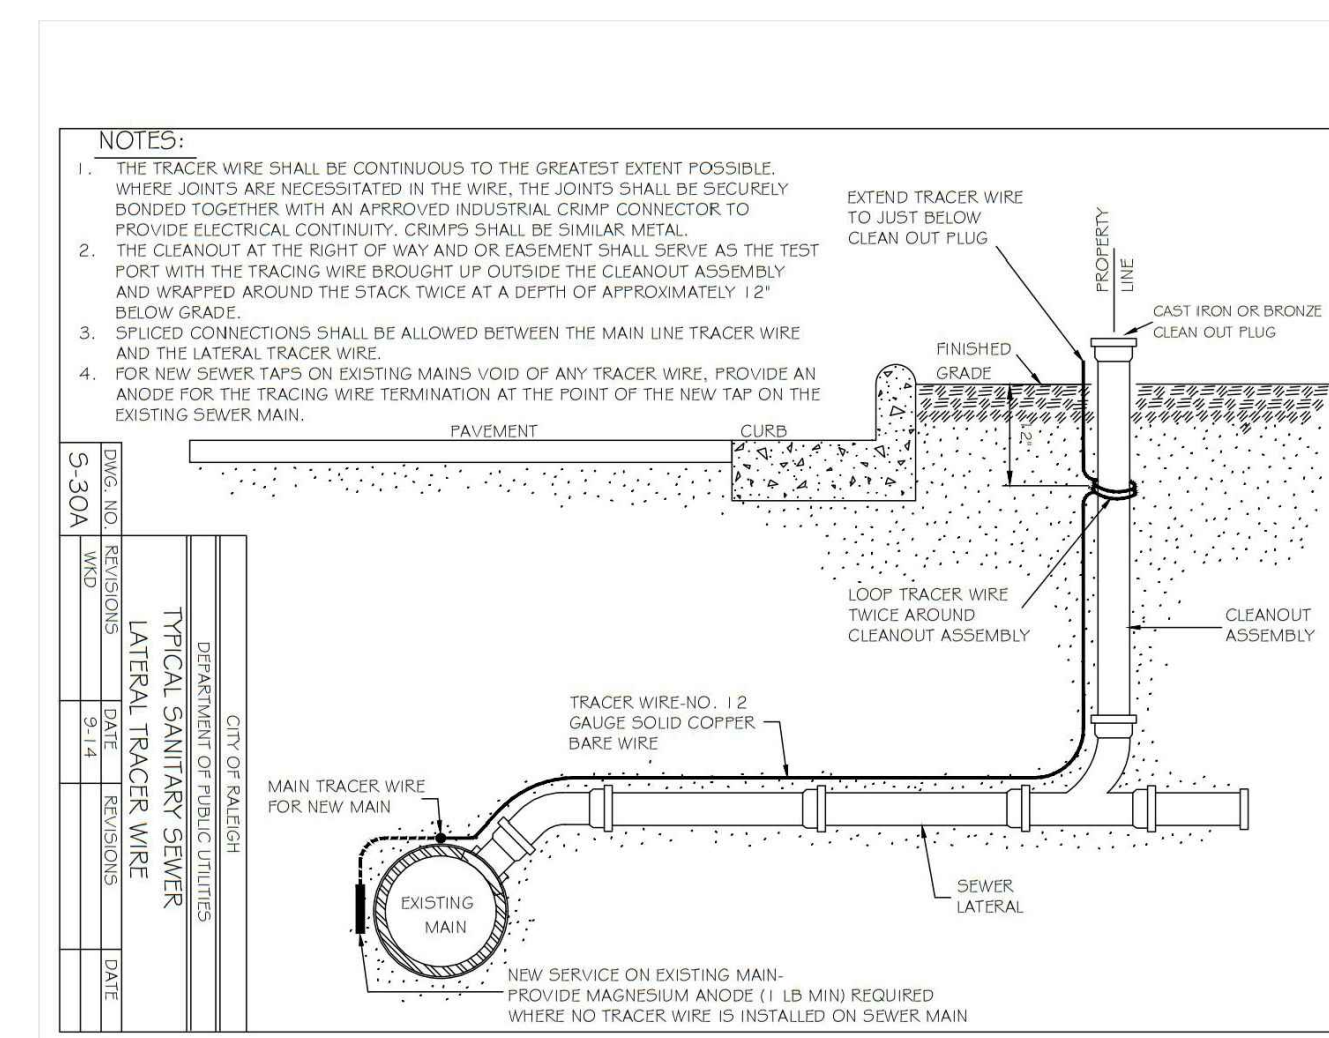 NOTES:
1. THE TRACER WIRE SHALL BE CONTINUOUS TO THE GREATEST EXTENT POSSIBLE.
WHERE JOINTS ARE NECESSITATED IN THE WIRE, THE JOINTS SHALL BE SECURELY
BONDED TOGETHER WITH AN APRROVED INDUSTRIAL CRIMP CONNECTOR TO
PROVIDE ELECTRICAL CONTINUITY. CRIMPS SHALL BE SIMILAR METAL.
2. THE CLEANOUT AT THE RIGHT OF WAY AND OR EASEMENT SHALL SERVE AS THE TEST
PORT WITH THE TRACING WIRE BROUGHT UP OUTSIDE THE CLEANOUT ASSEMBLY
AND WRAPPED AROUND THE STACK TWICE AT A DEPTH OF APPROXIMATELY 12"
BELOW GRADE.
3. SPLICED CONNECTIONS SHALL BE ALLOWED BETWEEN THE MAIN LINE TRACER WIRE
AND THE LATERAL TRACER WIRE.
4. FOR NEW SEWER TAPS ON EXISTING MAINS VOID OF ANY TRACER WIRE, PROVIDE AN
ANODE FOR THE TRACING WIRE TERMINATION AT THE POINT OF THE NEW TAP ON THE
EXISTING SEWER MAIN.
EXTEND TRACER WIRE
TO JUST BELOW
CLEAN OUT PLUG
PROPERTY
LINE
CAST IRON OR BRONZE
CLEAN OUT PLUG
FINISHED
GRADE
12"
PAVEMENT
CURB
LOOP TRACER WIRE
TWICE AROUND
CLEANOUT ASSEMBLY
CLEANOUT
ASSEMBLY
TRACER WIRE-NO. 12
GAUGE SOLID COPPER
BARE WIRE
MAIN TRACER WIRE
FOR NEW MAIN
EXISTING
MAIN
SEWER
LATERAL
NEW SERVICE ON EXISTING MAIN-
PROVIDE MAGNESIUM ANODE (1 LB MIN) REQUIRED
WHERE NO TRACER WIRE IS INSTALLED ON SEWER MAIN
CITY OF RALEIGH
DEPARTMENT OF PUBLIC UTILITIES
TYPICAL SANITARY SEWER
LATERAL TRACER WIRE
DWG. NO.
REVISIONS
DATE
REVISIONS
DATE
S-30A
WKD
9-14